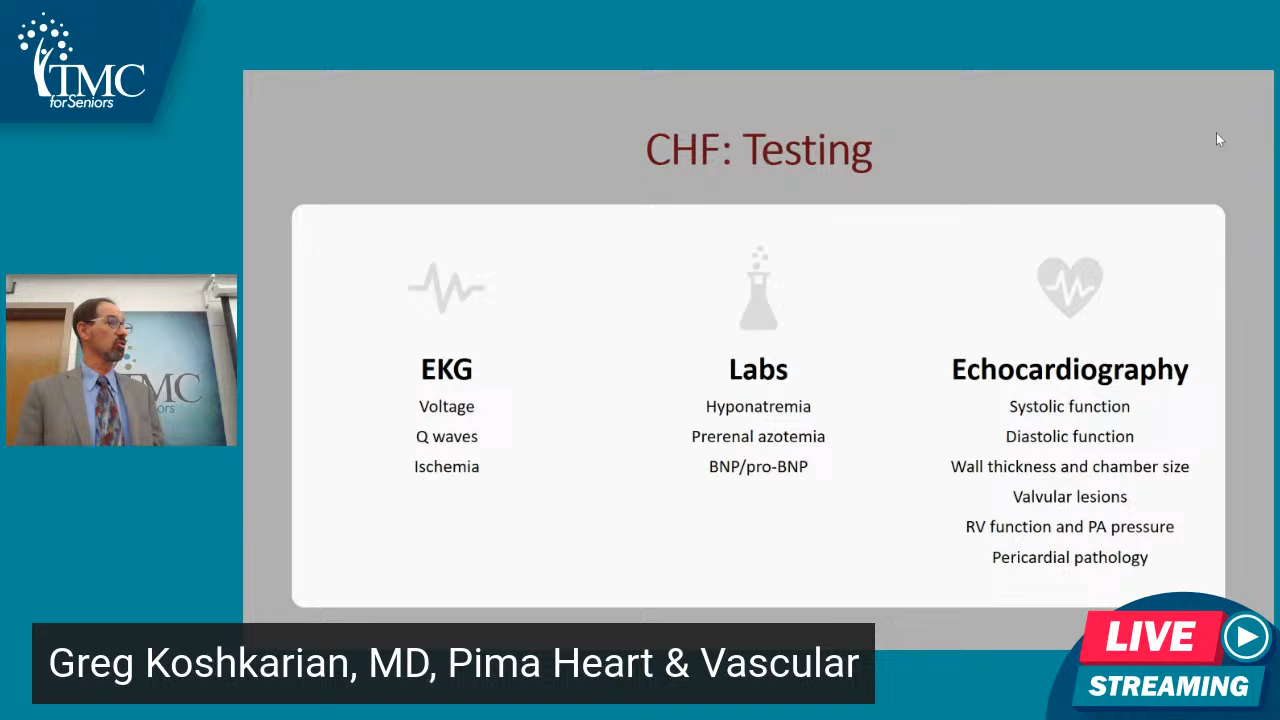 TMC
for Seniors
CHF: Testing
EKG
Voltage
Q waves
Ischemia
Labs
Hyponatremia
Prerenal azotemia
BNP/pro-BNP
Echocardiography
Systolic function
Diastolic function
Wall thickness and chamber size
Valvular lesions
RV function and PA pressure
Pericardial pathology
MC
iors
Greg Koshkarian, MD, Pima Heart & Vascular
LIVE
STREAMING